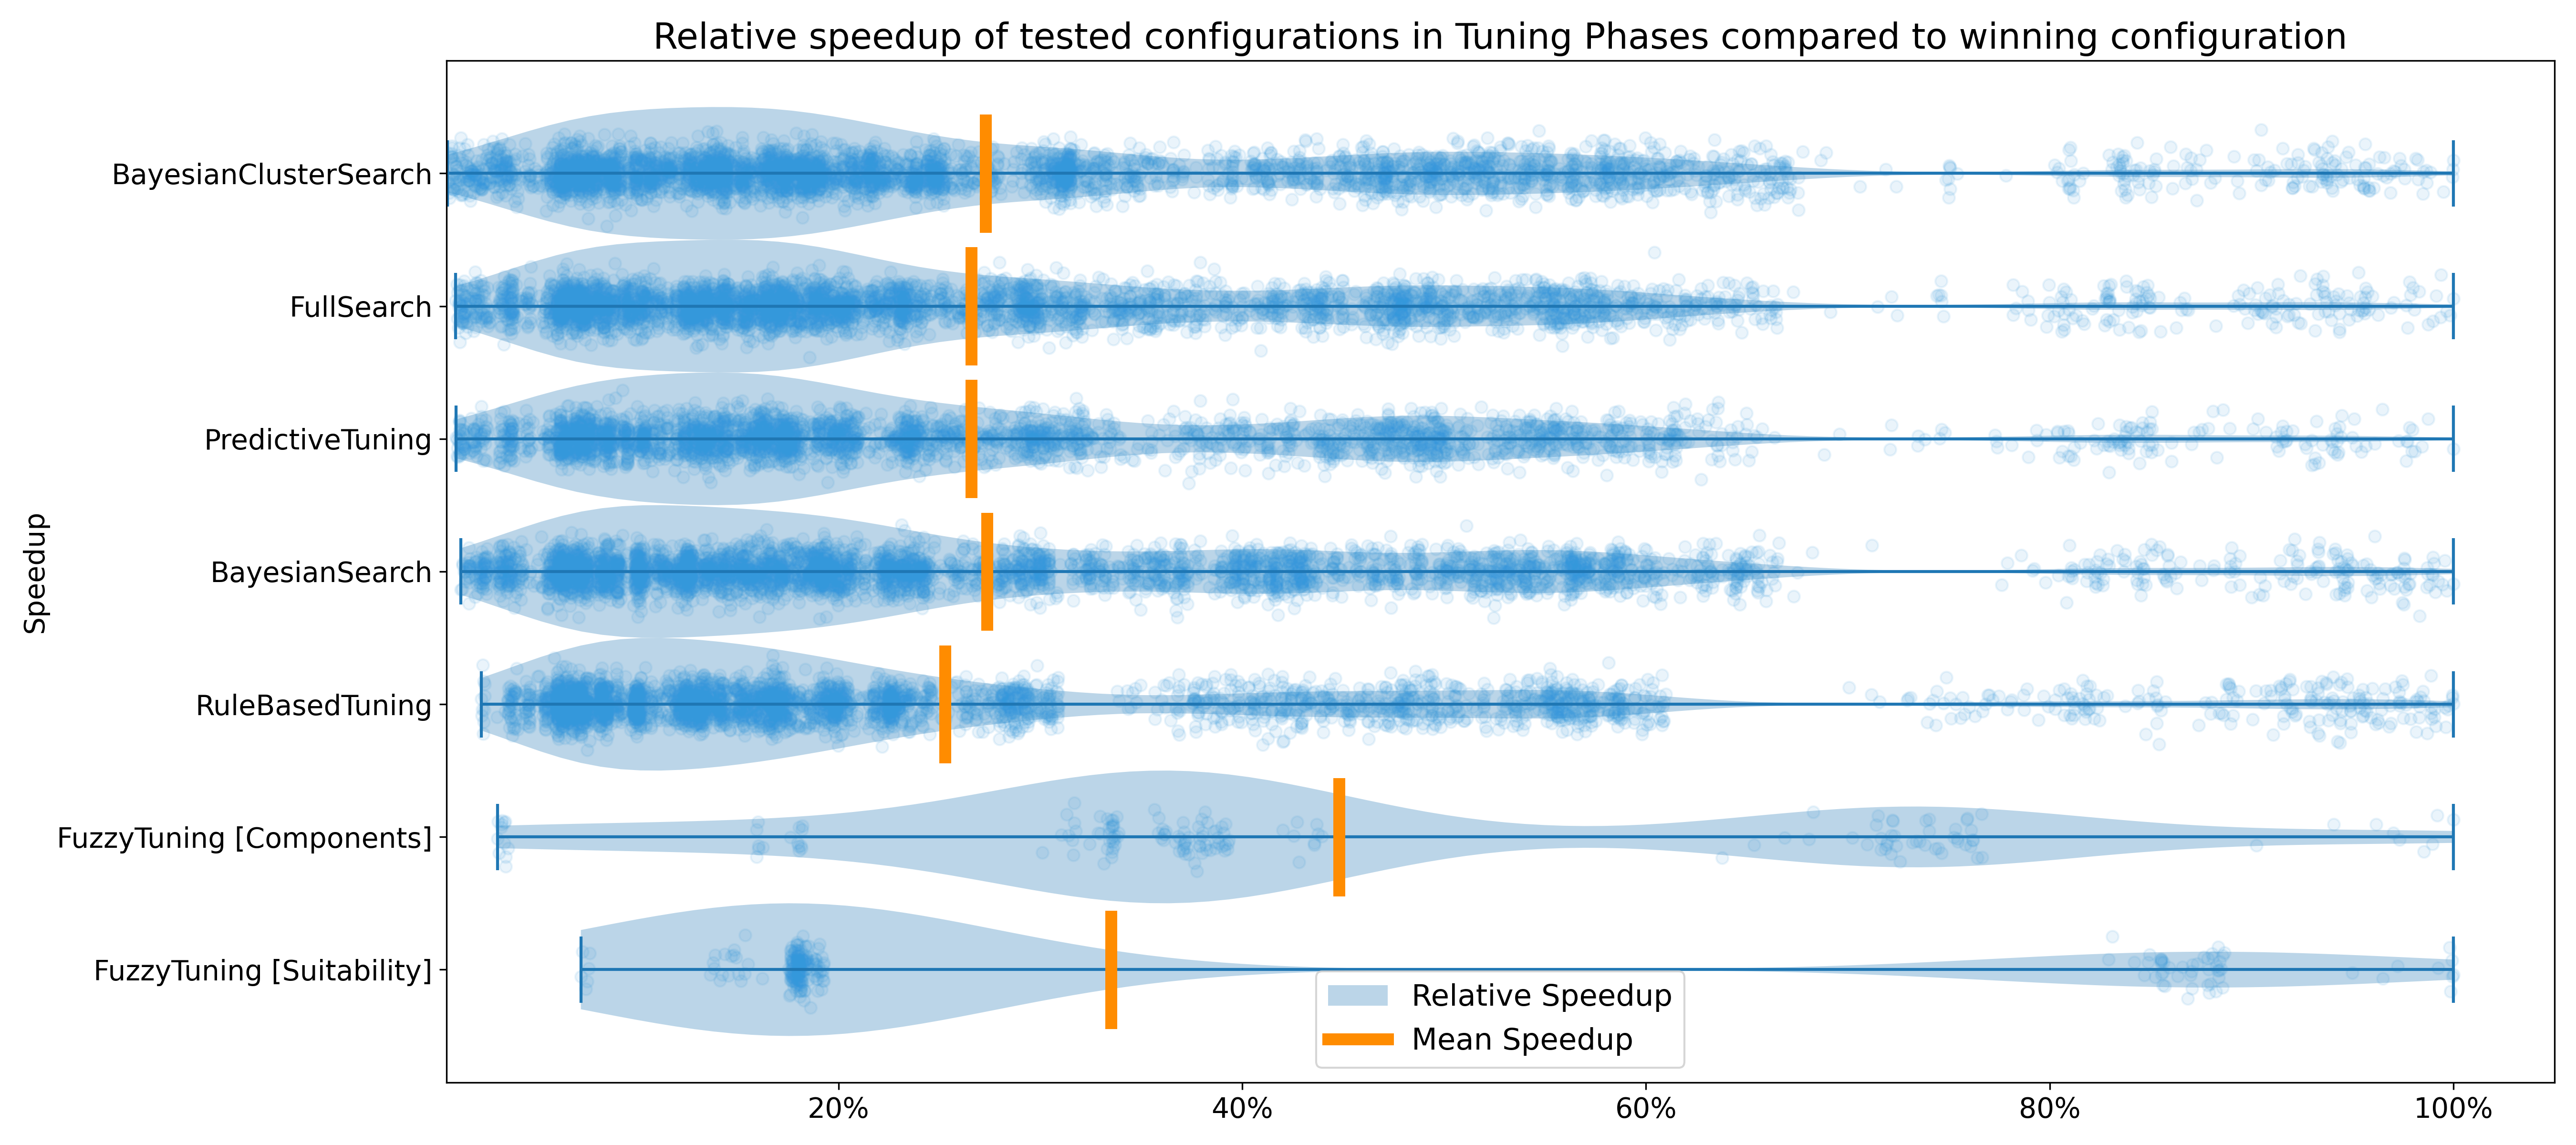 Relative speedup of tested configurations in Tuning Phases compared to winning configuration
Speedup
BayesianClusterSearch
FullSearch
PredictiveTuning
BayesianSearch
RuleBasedTuning
FuzzyTuning [Components]
FuzzyTuning [Suitability]
Relative Speedup
Mean Speedup
20% 40% 60% 80% 100%